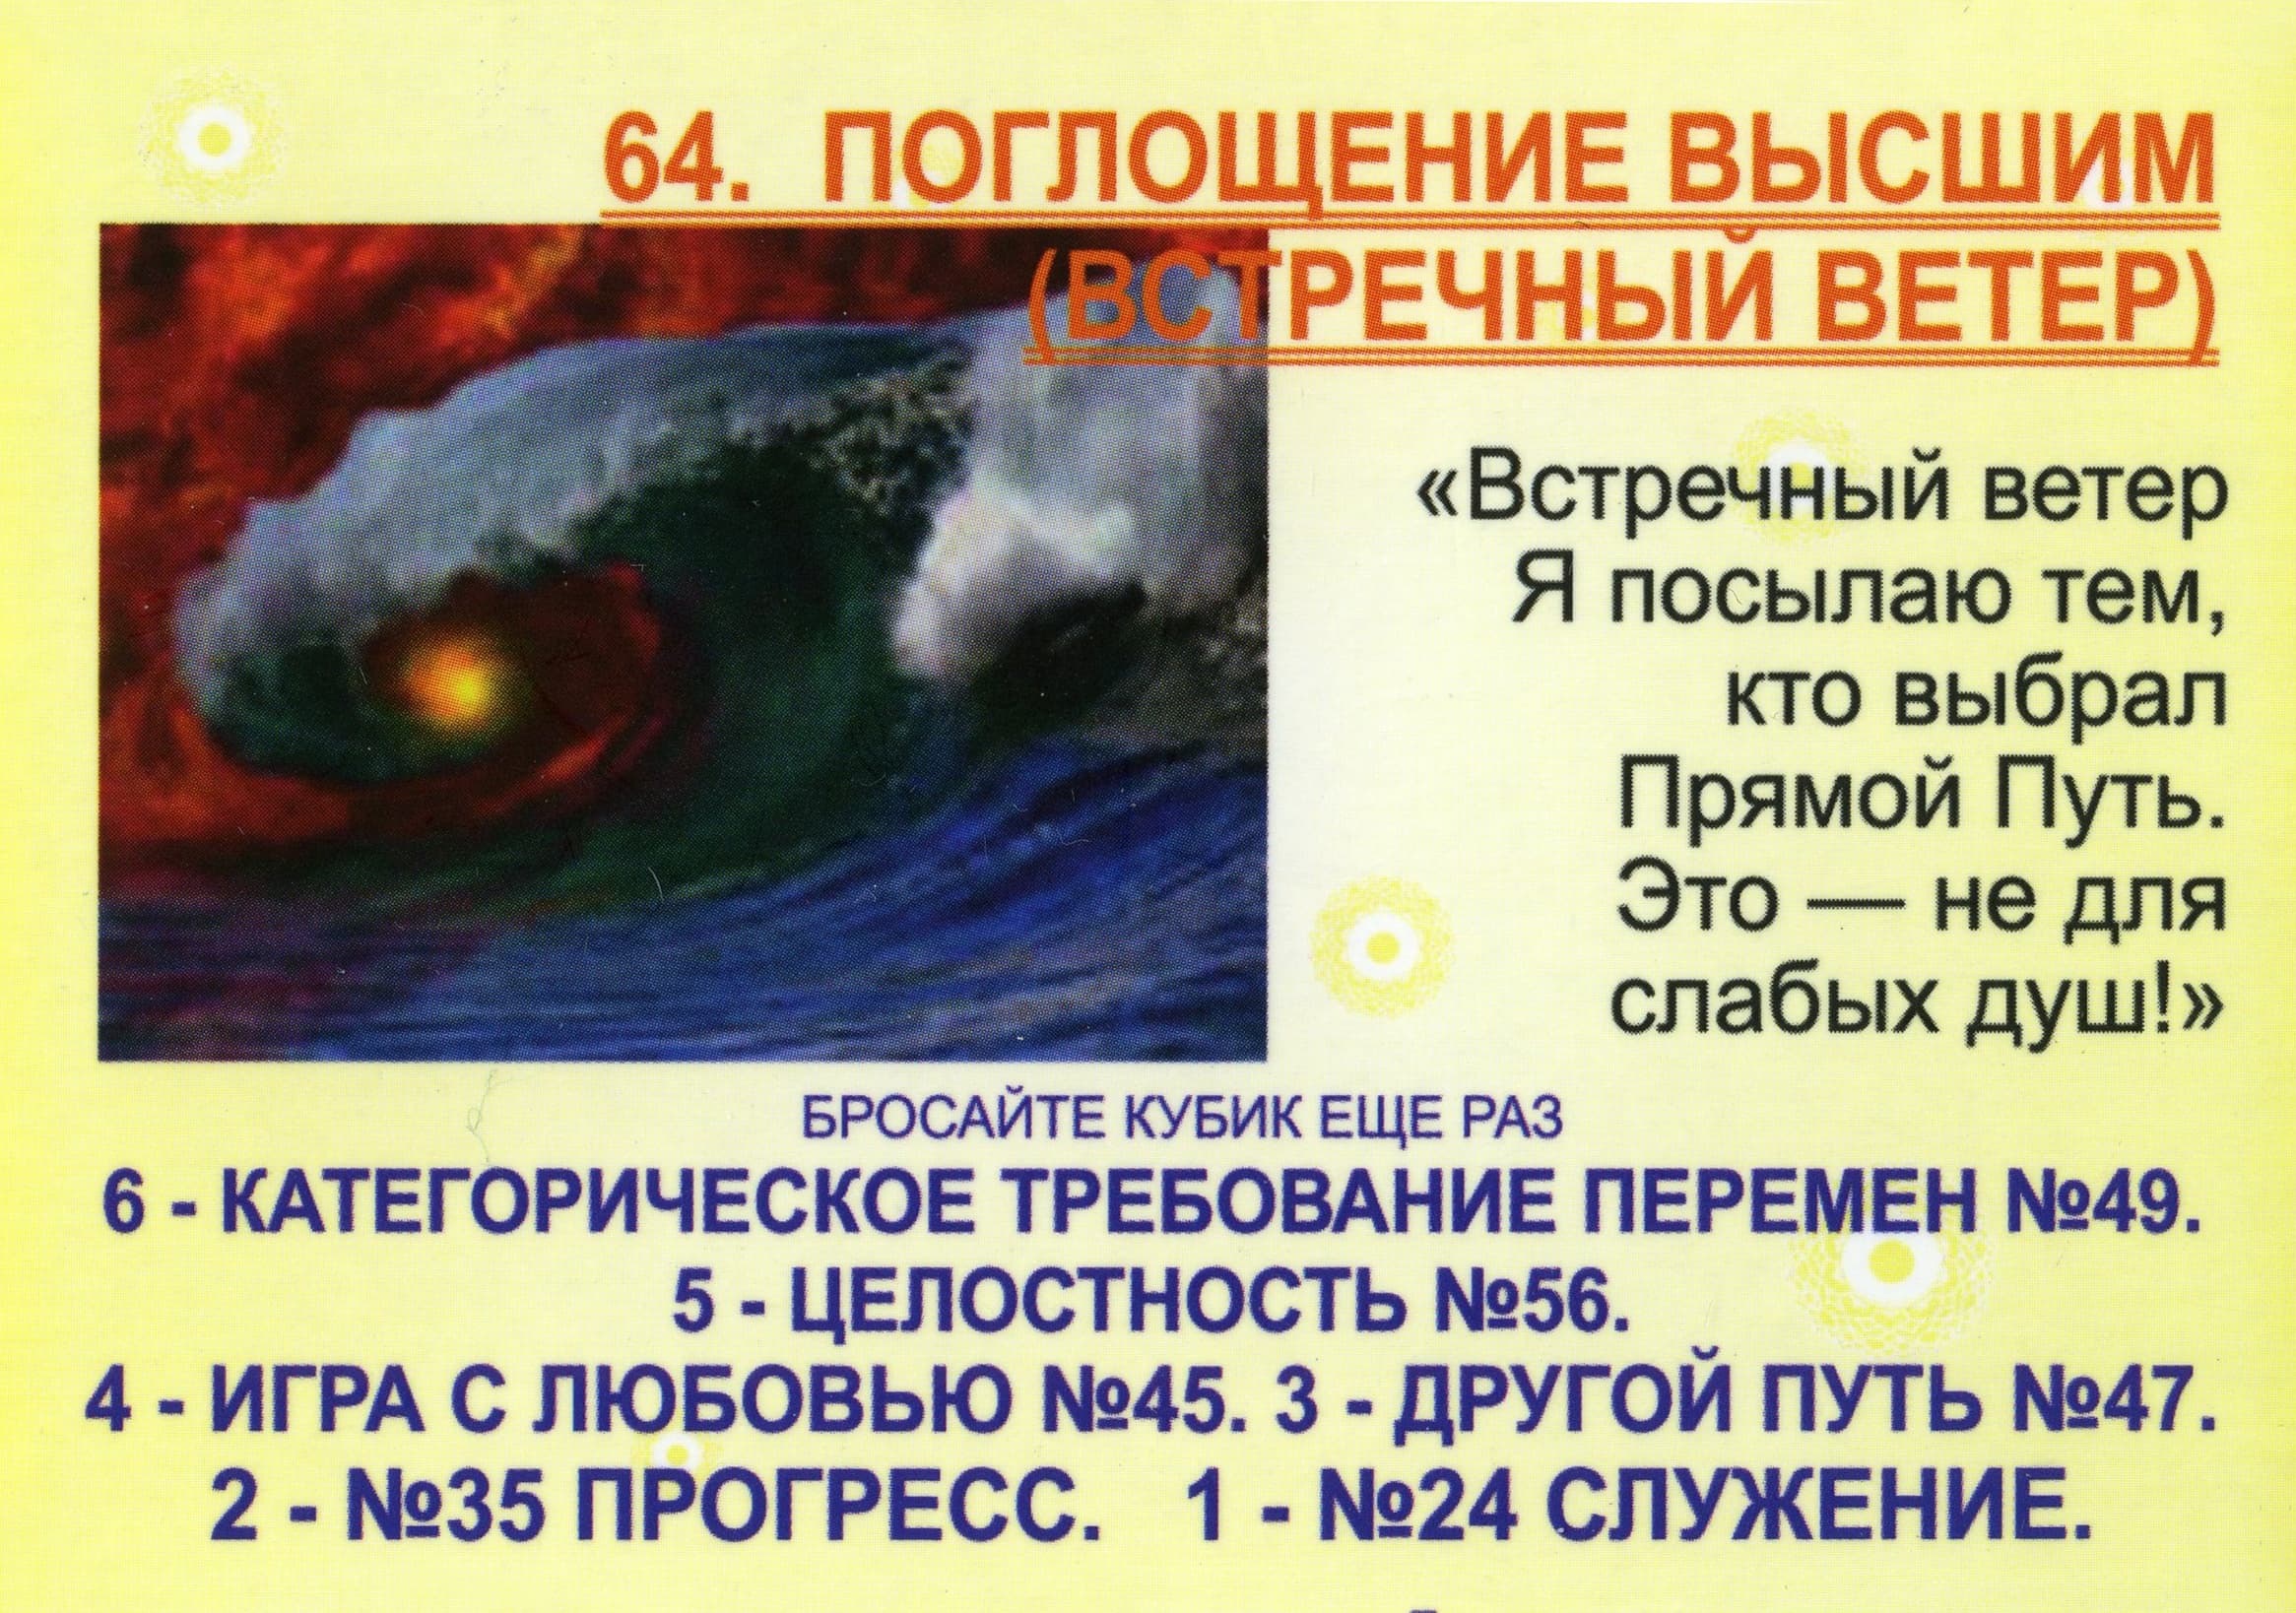 64. ПОГЛОЩЕНИЕ ВЫСШИМ
(ВСТРЕЧНЫЙ ВЕТЕР)
«Встречный ветер
Я посылаю тем,
кто выбрал
Прямой Путь.
Это — не для
слабых душ!»
БРОСАЙТЕ КУБИК ЕЩЕ РАЗ
6 - КАТЕГОРИЧЕСКОЕ ТРЕБОВАНИЕ ПЕРЕМЕН №49.
5 - ЦЕЛОСТНОСТЬ №56.
4 - ИГРА С ЛЮБОВЬЮ №45. 3 - ДРУГОЙ ПУТЬ №47.
2 - №35 ПРОГРЕСС. 1 - №24 СЛУЖЕНИЕ.